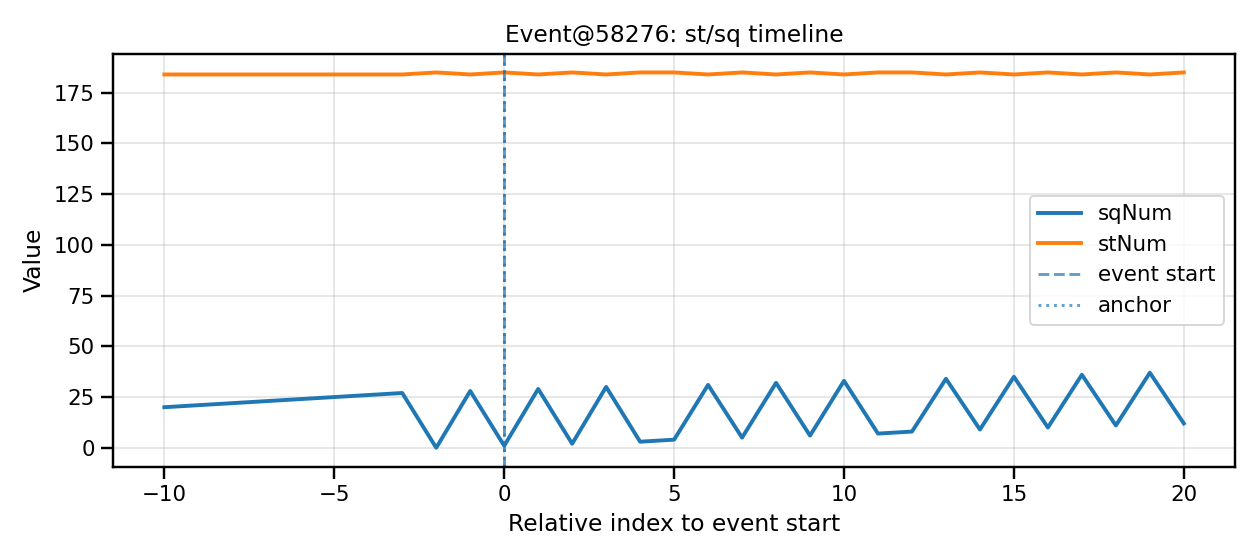 Event@58276: st/sq timeline
Value
175
150
125
100
75
50
25
0
sqNum
stNum
event start
anchor
−10
−5
0
5
10
15
20
Relative index to event start